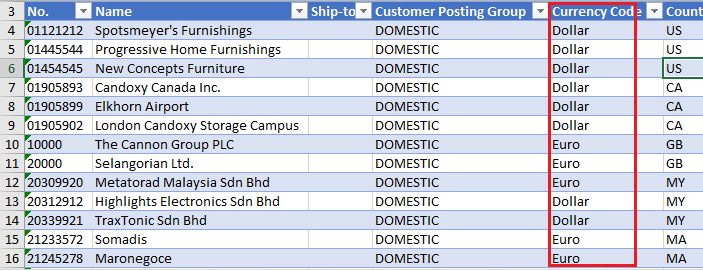 3 No. Name Ship-to Customer Posting Group Currency Code Count
4 01121212 Spotsmeyer's Furnishings DOMESTIC Dollar US
5 01445544 Progressive Home Furnishings DOMESTIC Dollar US
6 01454545 New Concepts Furniture DOMESTIC Dollar US
7 01905893 Candoxy Canada Inc. DOMESTIC Dollar CA
8 01905899 Elkhorn Airport DOMESTIC Dollar CA
9 01905902 London Candoxy Storage Campus DOMESTIC Dollar CA
10 10000 The Cannon Group PLC DOMESTIC Euro GB
11 20000 Selangorian Ltd. DOMESTIC Euro GB
12 20309920 Metatorad Malaysia Sdn Bhd DOMESTIC Euro MY
13 20312912 Highlights Electronics Sdn Bhd DOMESTIC Dollar MY
14 20339921 TraxTonic Sdn Bhd DOMESTIC Dollar MY
15 21233572 Somadis DOMESTIC Euro MA
16 21245278 Maronegoce DOMESTIC Euro MA